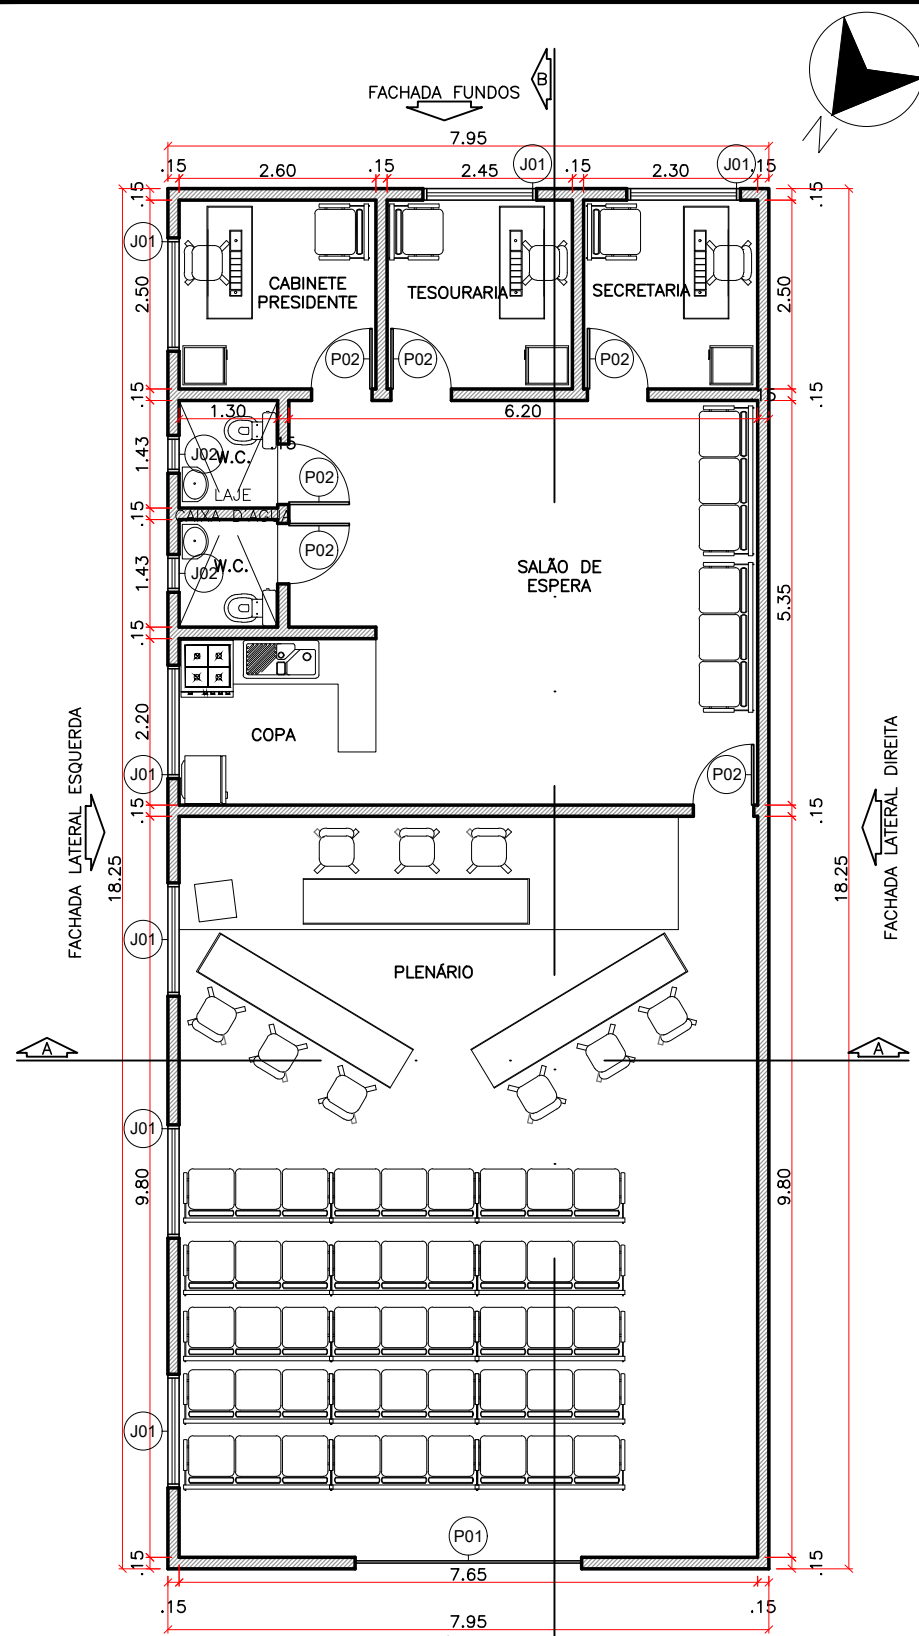 B
FACHADA FUNDOS
N
7.95
.15 2.60 .15 2.45 J01 .15 2.30 J01 .15
.15
.15
J01
2.50
CABINETE
PRESIDENTE
TESOURARIA
SECRETARIA
2.50
P02 P02 P02
.15
.15
1.30
6.20
1.43
J02
W.C.
.15
LAJE
P02
.15
CAIXA D'AGUA
1.43
J02
W.C.
P02
SALÃO DE
ESPERA
5.35
.15
2.20
COPA
J01
P02
.15
.15
FACHADA LATERAL ESQUERDA
FACHADA LATERAL DIREITA
18.25
18.25
J01
PLENÁRIO
A
A
J01
9.80
9.80
J01
P01
.15
.15
7.65
.15
.15
7.95